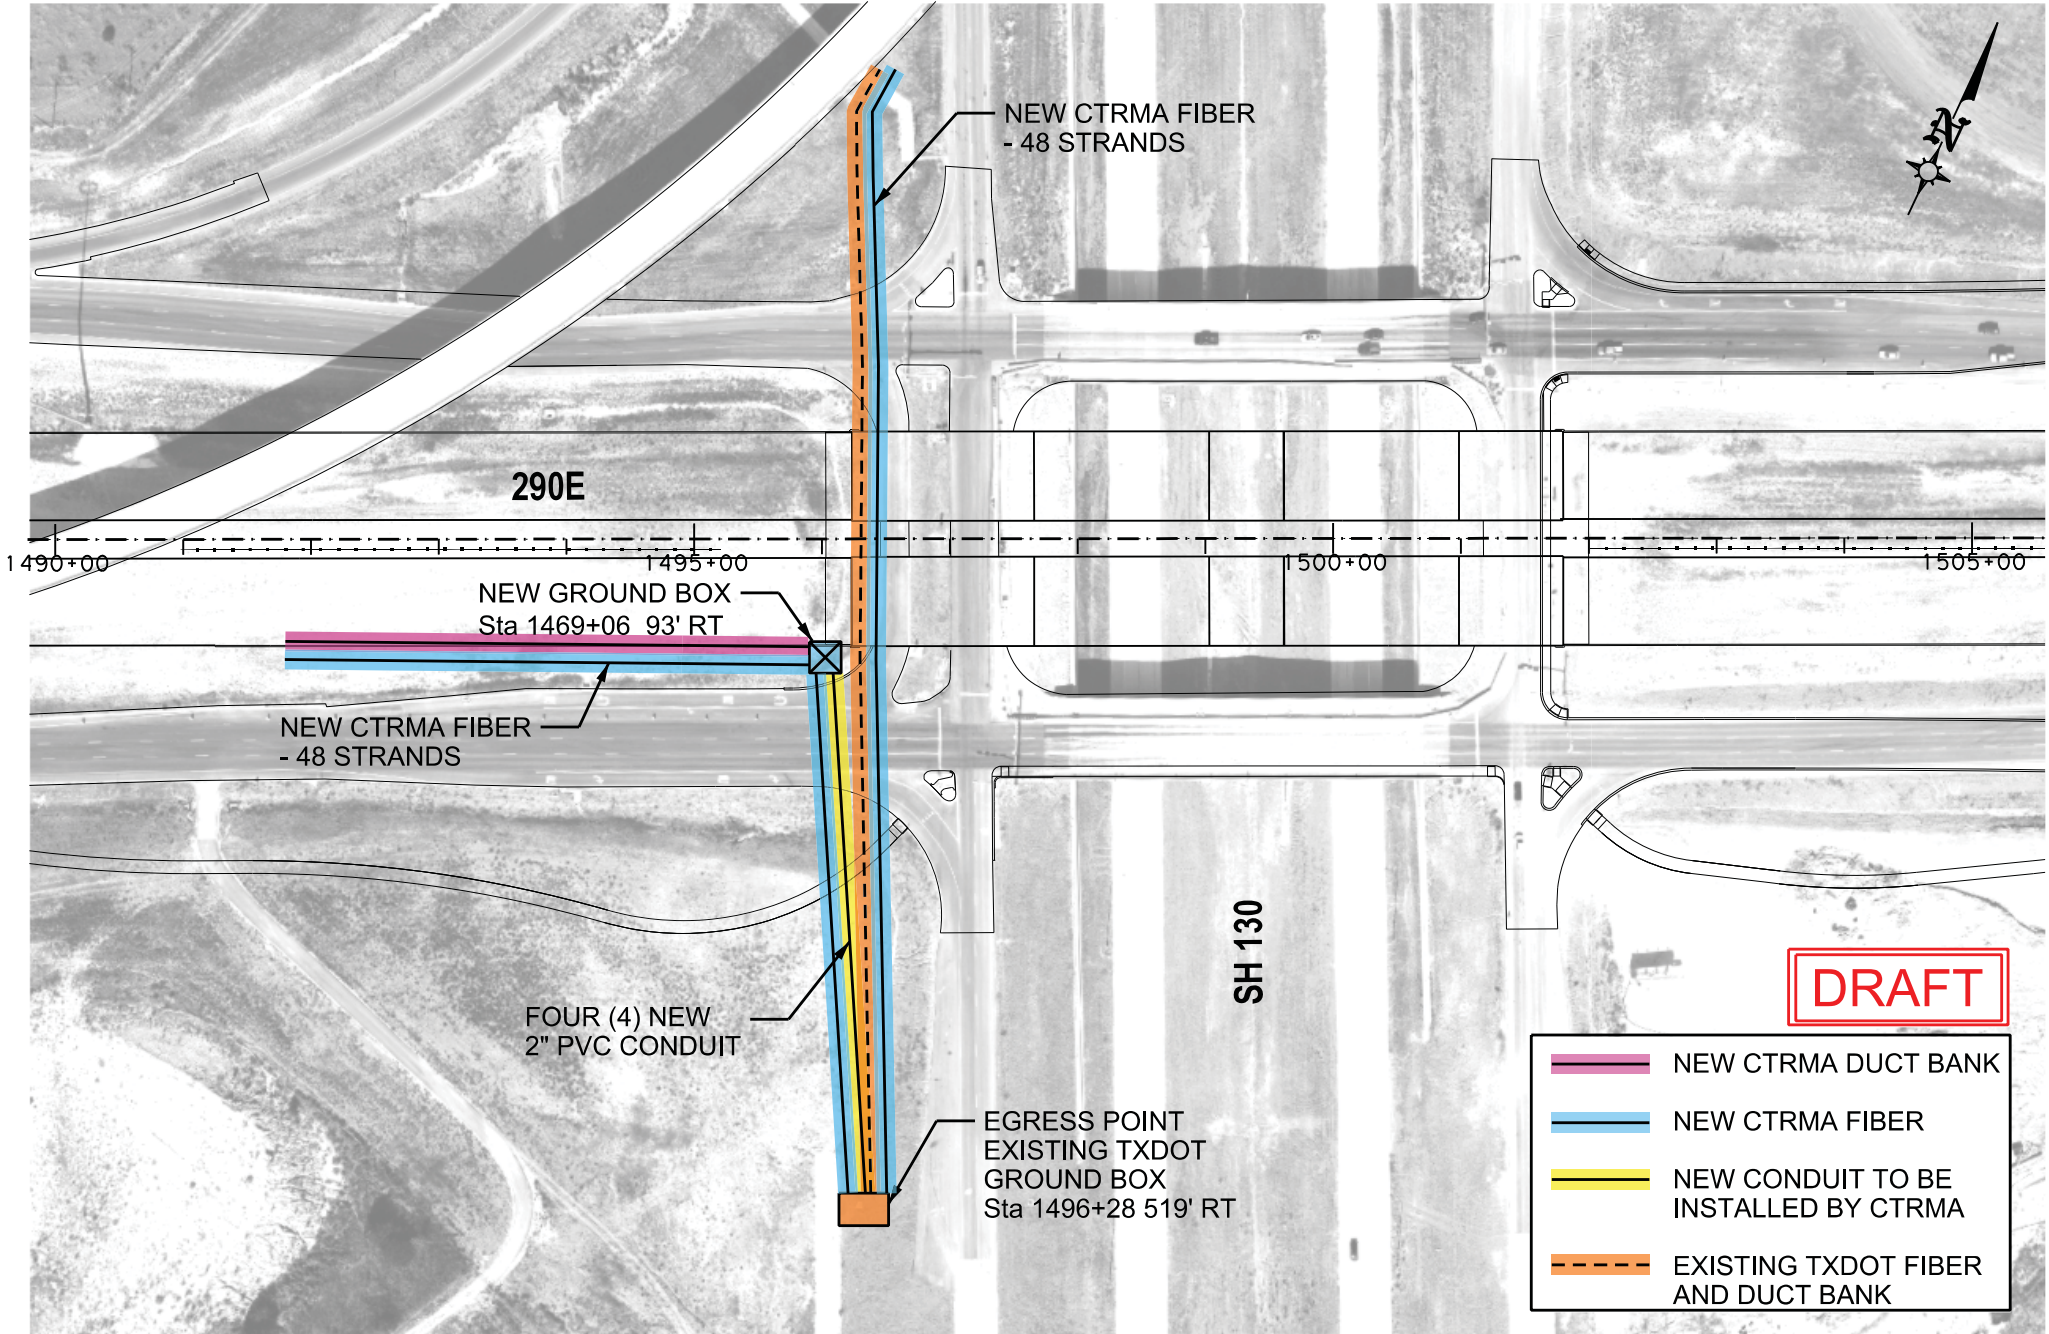 NEW CTRMA FIBER
- 48 STRANDS
N
290E
1490+00
1495+00
1500+00
1505+00
NEW GROUND BOX
Sta 1469+06 93' RT
NEW CTRMA FIBER
- 48 STRANDS
SH 130
FOUR (4) NEW
2" PVC CONDUIT
EGRESS POINT
EXISTING TXDOT
GROUND BOX
Sta 1496+28 519' RT
DRAFT
NEW CTRMA DUCT BANK
NEW CTRMA FIBER
NEW CONDUIT TO BE
INSTALLED BY CTRMA
EXISTING TXDOT FIBER
AND DUCT BANK